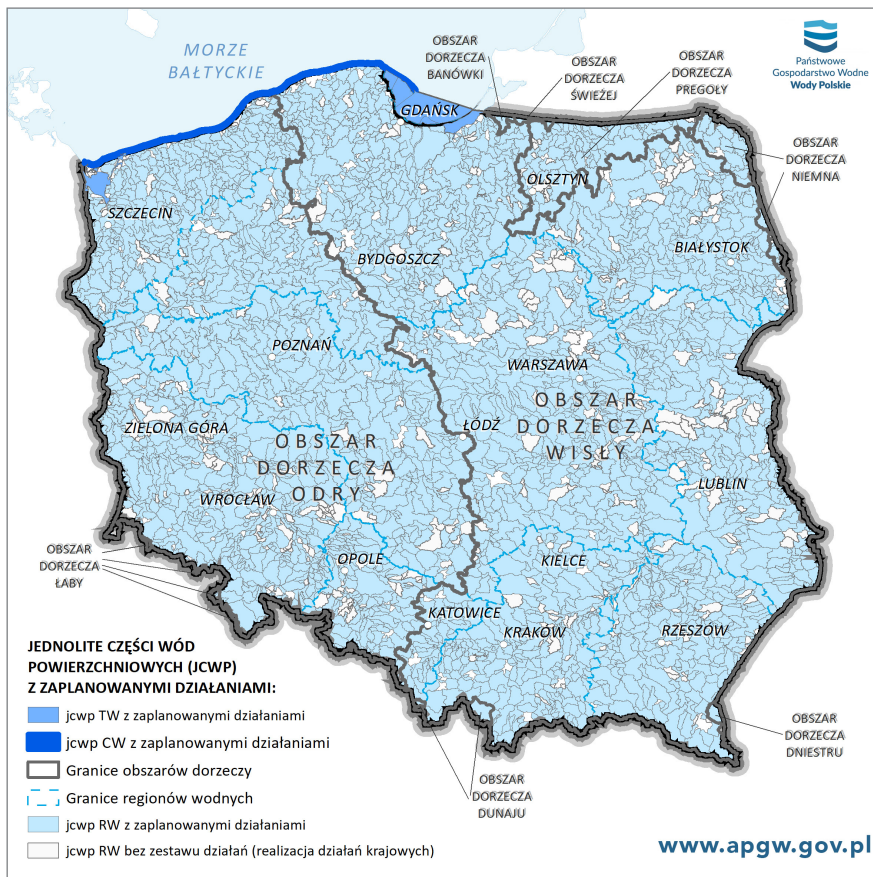 MORZE
BAŁTYCKIE
OBSZAR
DORZECZA
BANÓWKI
OBSZAR
DORZECZA
ŚWIEŻEJ
OBSZAR
DORZECZA
PREGOŁY
Państwowe
Gospodarstwo Wodne
Wody Polskie
OBSZAR
DORZECZA
NIEMNA
GDAŃSK
OLSZTYN
SZCZECIN
BYDGOSZCZ
BIAŁYSTOK
POZNAŃ
WARSZAWA
OBSZAR
DORZECZA
WISŁY
ZIELONA GÓRA
ŁÓDŹ
OBSZAR
DORZECZA
ODRY
WROCŁAW
LUBLIN
OPOLE
KIELCE
OBSZAR
DORZECZA
ŁABY
KATOWICE
KRAKÓW
RZESZÓW
OBSZAR
DORZECZA
DNIESTRU
OBSZAR
DORZECZA
DUNAJU
JEDNOLITE CZĘŚCI WÓD
POWIERZCHNIOWYCH (JCWP)
Z ZAPLANOWANYMI DZIAŁANIAMI:
jcwp TW z zaplanowanymi działaniami
jcwp CW z zaplanowanymi działaniami
Granice obszarów dorzeczy
Granice regionów wodnych
jcwp RW z zaplanowanymi działaniami
jcwp RW bez zestawu działań (realizacja działań krajowych)
www.apgw.gov.pl